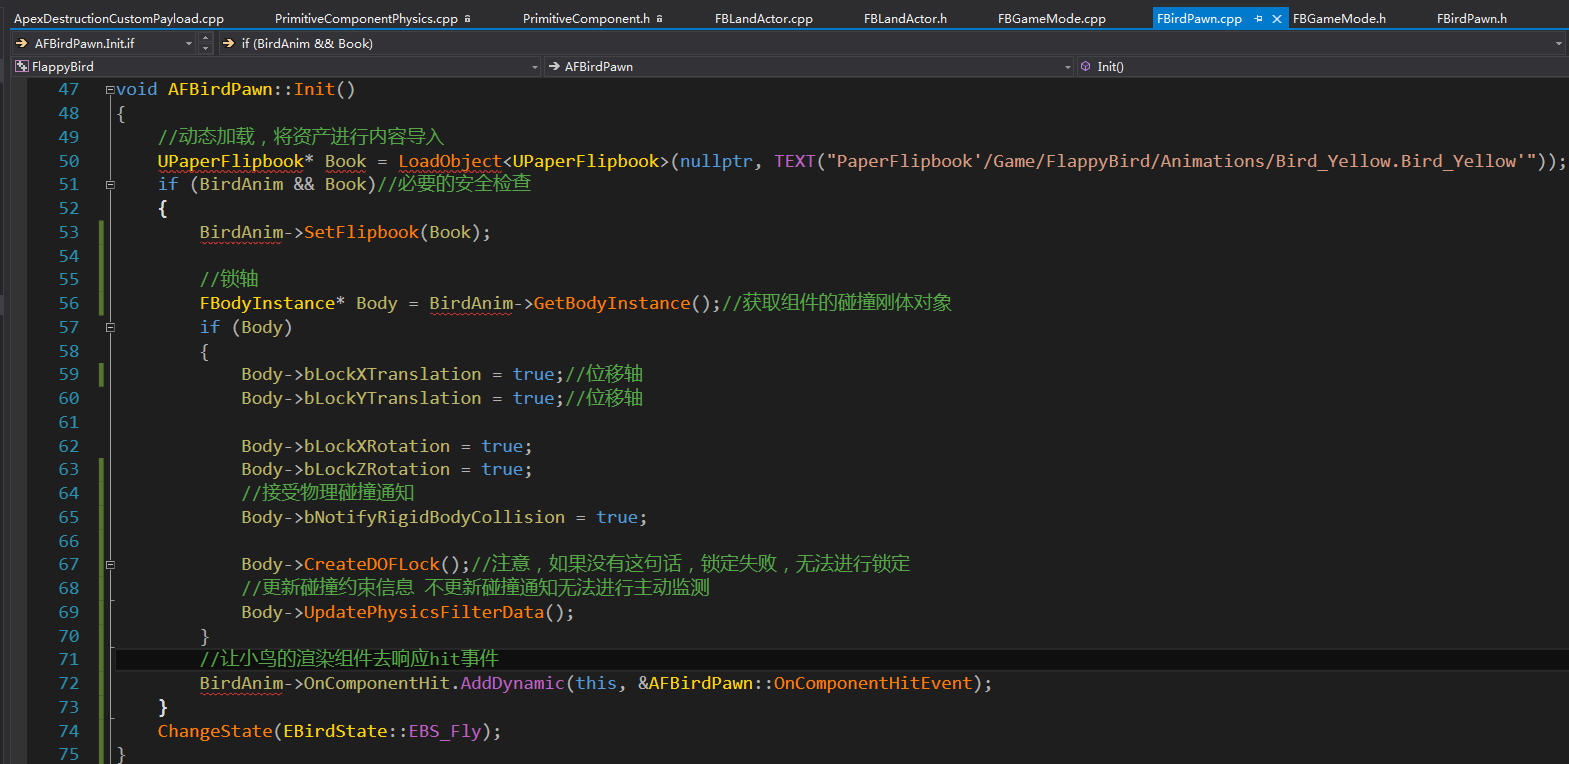 ApexDestructionCustomPayload.cpp PrimitiveComponentPhysics.cpp PrimitiveComponent.h FBLandActor.cpp FBLandActor.h FBGameMode.cpp FBirdPawn.cpp FBGameMode.h FBirdPawn.h
AFBirdPawn.Init.if if (BirdAnim && Book)
FlappyBird AFBirdPawn Init()
47 void AFBirdPawn::Init()
48 {
49 //动态加载，将资产进行内容导入
50 UPaperFlipbook* Book = LoadObject<UPaperFlipbook>(nullptr, TEXT("PaperFlipbook'/Game/FlappyBird/Animations/Bird_Yellow.Bird_Yellow'"));
51 if (BirdAnim && Book)//必要的安全检查
52 {
53 BirdAnim->SetFlipbook(Book);
54
55 //锁轴
56 FBodyInstance* Body = BirdAnim->GetBodyInstance();//获取组件的碰撞刚体对象
57 if (Body)
58 {
59 Body->bLockXTranslation = true;//位移轴
60 Body->bLockYTranslation = true;//位移轴
61
62 Body->bLockXRotation = true;
63 Body->bLockZRotation = true;
64 //接受物理碰撞通知
65 Body->bNotifyRigidBodyCollision = true;
66
67 Body->CreateDOFLock();//注意，如果没有这句话，锁定失败，无法进行锁定
68 //更新碰撞约束信息 不更新碰撞通知无法进行主动监测
69 Body->UpdatePhysicsFilterData();
70 }
71 //让小鸟的渲染组件去响应hit事件
72 BirdAnim->OnComponentHit.AddDynamic(this, &AFBirdPawn::OnComponentHitEvent);
73 }
74 ChangeState(EBirdState::EBS_Fly);
75 }